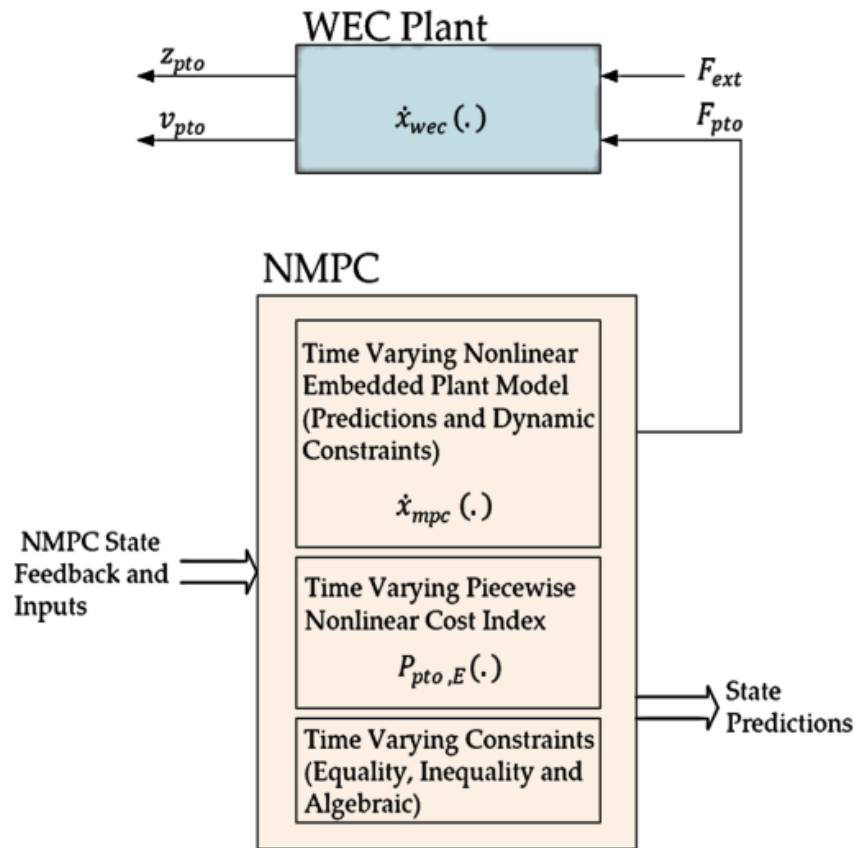 WEC Plant
z_pto
F_ext
ẋ_wec (.)
v_pto
F_pto
NMPC
Time Varying Nonlinear
Embedded Plant Model
(Predictions and Dynamic
Constraints)
ẋ_mpc (.)
NMPC State
Feedback and
Inputs
Time Varying Piecewise
Nonlinear Cost Index
P_pto ,E(.)
State
Predictions
Time Varying Constraints
(Equality, Inequality and
Algebraic)